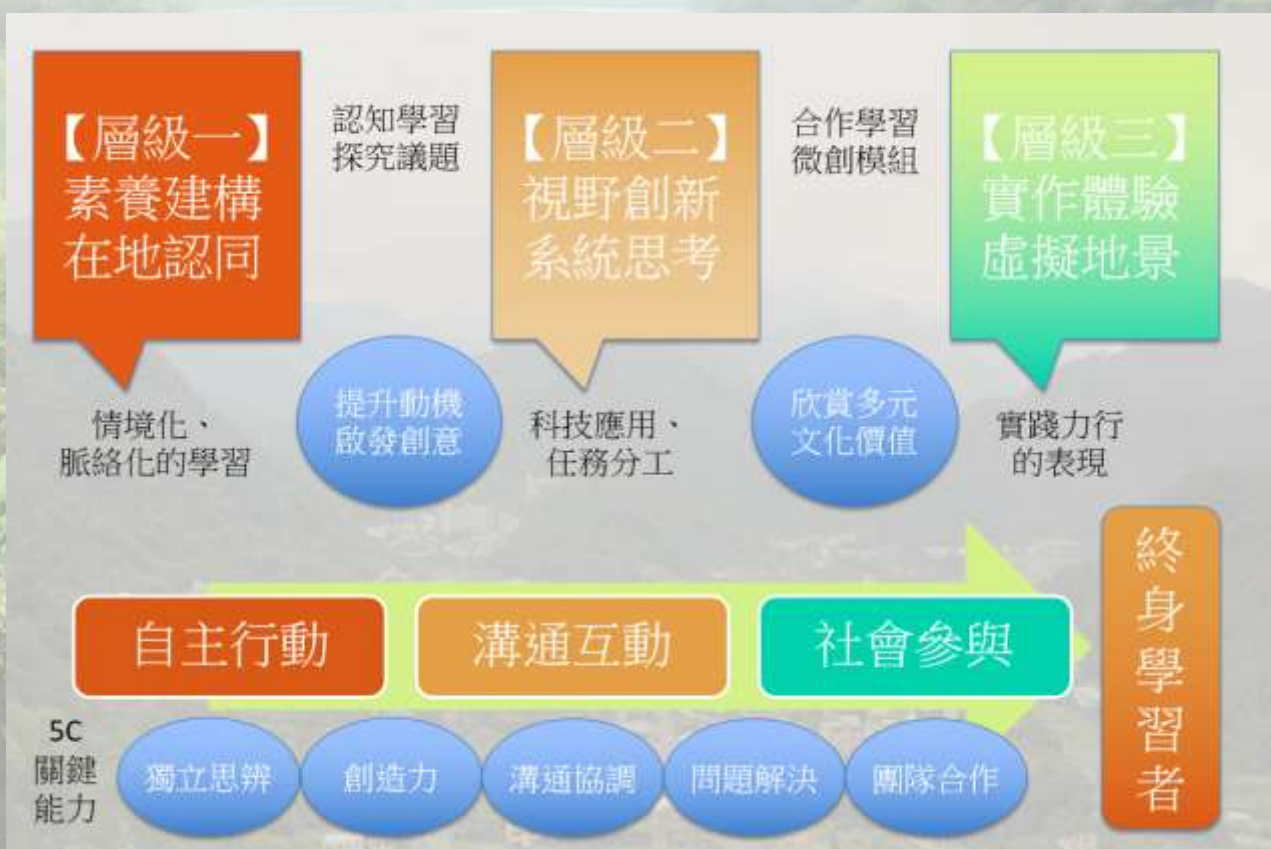 【層級一】
素養建構
在地認同
認知學習
探究議題
【層級二】
視野創新
系統思考
合作學習
微創模組
【層級三】
實作體驗
虛擬地景
情境化、
脈絡化的學習
提升動機
啟發創意
科技應用、
任務分工
欣賞多元
文化價值
實踐力行
的表現
自主行動
溝通互動
社會參與
終身學習者
5C
關鍵
能力
獨立思辨
創造力
溝通協調
問題解決
團隊合作